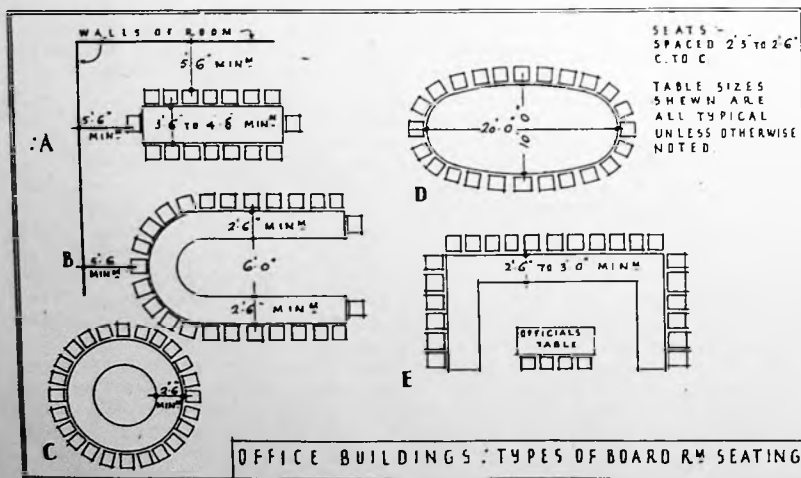 WALLS OF ROOM
5'.6" MINM
5'.6"
MINM
3'.6" TO 4'.6" MINM
:A
B
MINM
2'.6" MINM
6'.0"
2'.6" MINM
2'.6"
MINM
C
SEATS -
SPACED 2'3" TO 2'6"
C. TO C.
TABLE SIZES
SHEWN ARE
ALL TYPICAL
UNLESS OTHERWISE
NOTED.
20'.0"
10'.0"
D
2'.6" TO 3'.0" MINM
OFFICIALS
TABLE
E
OFFICE BUILDINGS : TYPES OF BOARD RM SEATING